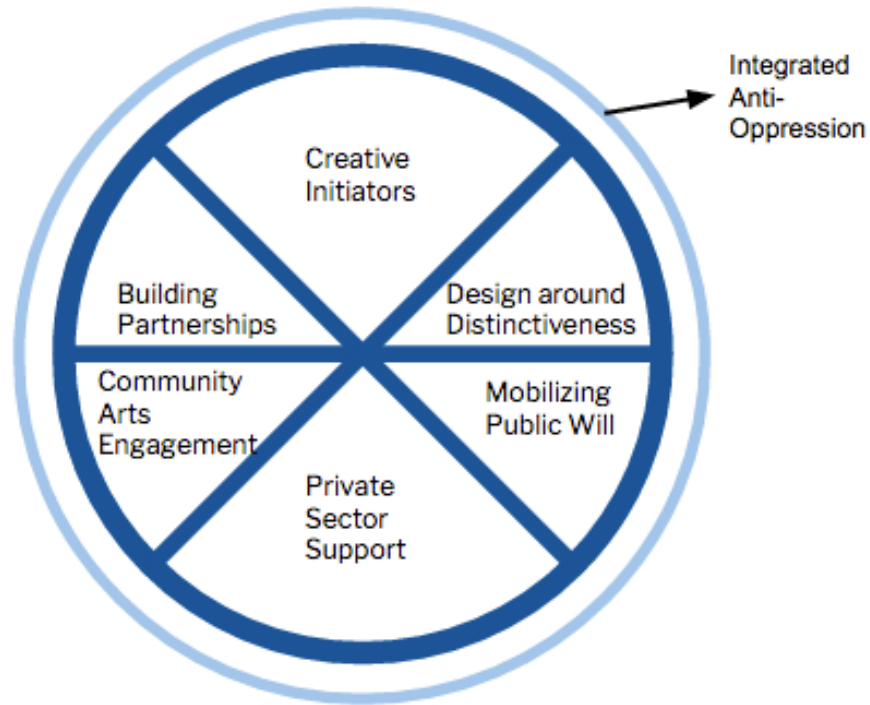 Integrated
Anti-
Oppression
Creative
Initiators
Building
Partnerships
Design around
Distinctiveness
Community
Arts
Engagement
Mobilizing
Public Will
Private
Sector
Support